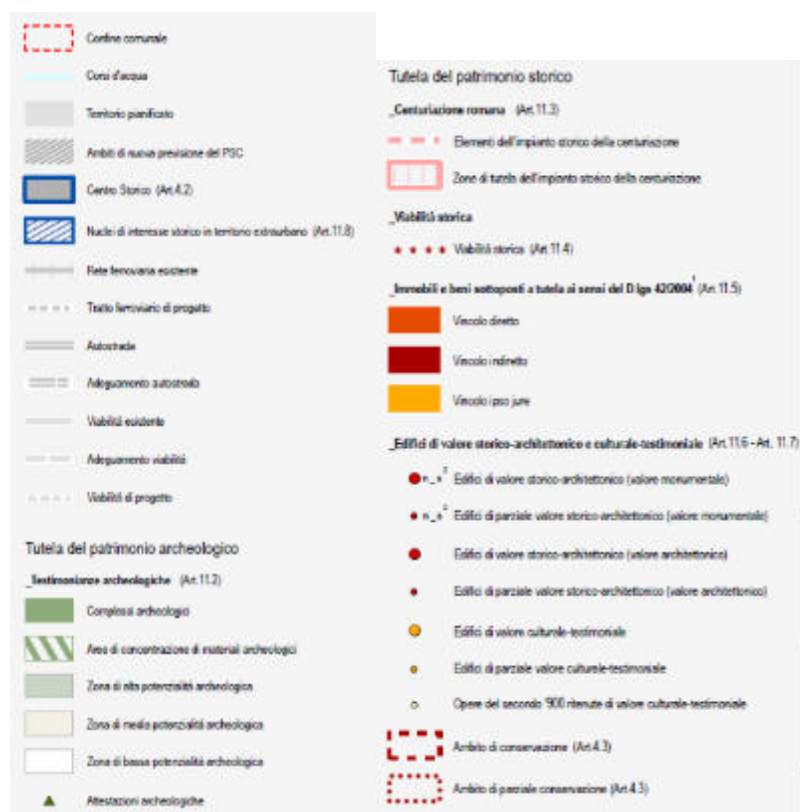 Confine comunale
Corsi d'acqua
Territorio pianificato
Ambiti di nuova previsione del PSC
Centro Storico (Art.4.2)
Nuclei di interesse storico in territorio extraurbano (Art.11.8)
Rete ferroviaria esistente
Tratto ferroviario di progetto
Autostrada
Adeguamento autostrada
Viabilità esistente
Adeguamento viabilità
Viabilità di progetto
Tutela del patrimonio archeologico
_Testimonianze archeologiche (Art.11.2)
Complessi archeologici
Aree di concentrazione di materiali archeologici
Zona di alta potenzialità archeologica
Zona di media potenzialità archeologica
Zona di bassa potenzialità archeologica
Attestazioni archeologiche
Tutela del patrimonio storico
_Centuriazione romana (Art.11.3)
Elementi dell'impianto storico della centuriazione
Zone di tutela dell'impianto storico della centuriazione
_Viabilità storica
Viabilità storica (Art.11.4)
_Immobili e beni sottoposti a tutela ai sensi del D.lgs 42/2004¹ (Art.11.5)
Vincolo diretto
Vincolo indiretto
Vincolo ipso jure
_Edifici di valore storico-architettonico e culturale-testimoniale (Art.11.6 - Art. 11.7)
n_s² Edifici di valore storico-architettonico (valore monumentale)
n_s² Edifici di parziale valore storico-architettonico (valore monumentale)
Edifici di valore storico-architettonico (valore architettonico)
Edifici di parziale valore storico-architettonico (valore architettonico)
Edifici di valore culturale-testimoniale
Edifici di parziale valore culturale-testimoniale
Opere del secondo '900 ritenute di valore culturale-testimoniale
Ambito di conservazione (Art.4.3)
Ambito di parziale conservazione (Art.4.3)